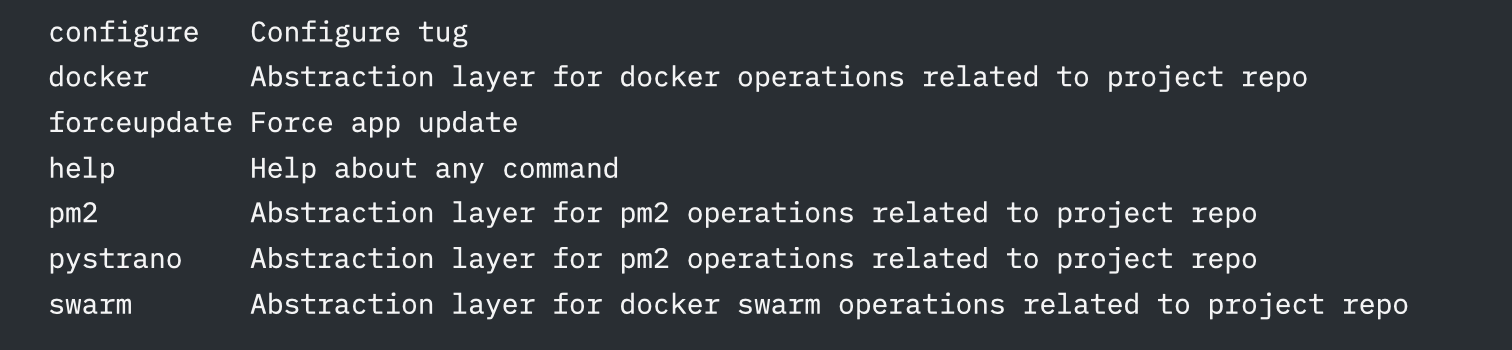 configure   Configure tug
docker      Abstraction layer for docker operations related to project repo
forceupdate Force app update
help        Help about any command
pm2         Abstraction layer for pm2 operations related to project repo
pystrano    Abstraction layer for pm2 operations related to project repo
swarm       Abstraction layer for docker swarm operations related to project repo